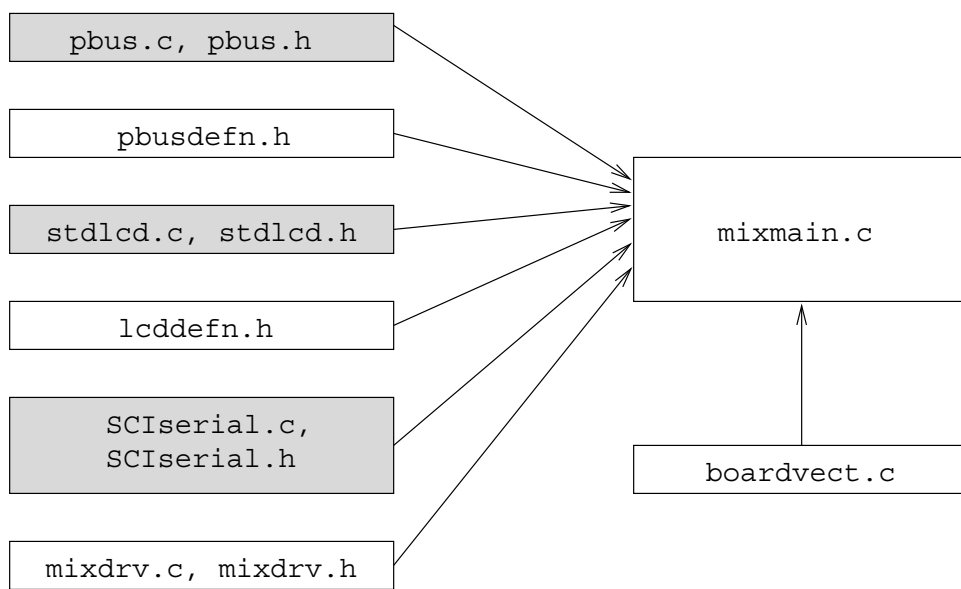 pbus.c, pbus.h
pbusdefn.h
stdlcd.c, stdlcd.h
lcddefn.h
SCIserial.c,
SCIserial.h
mixdrv.c, mixdrv.h
mixmain.c
boardvect.c